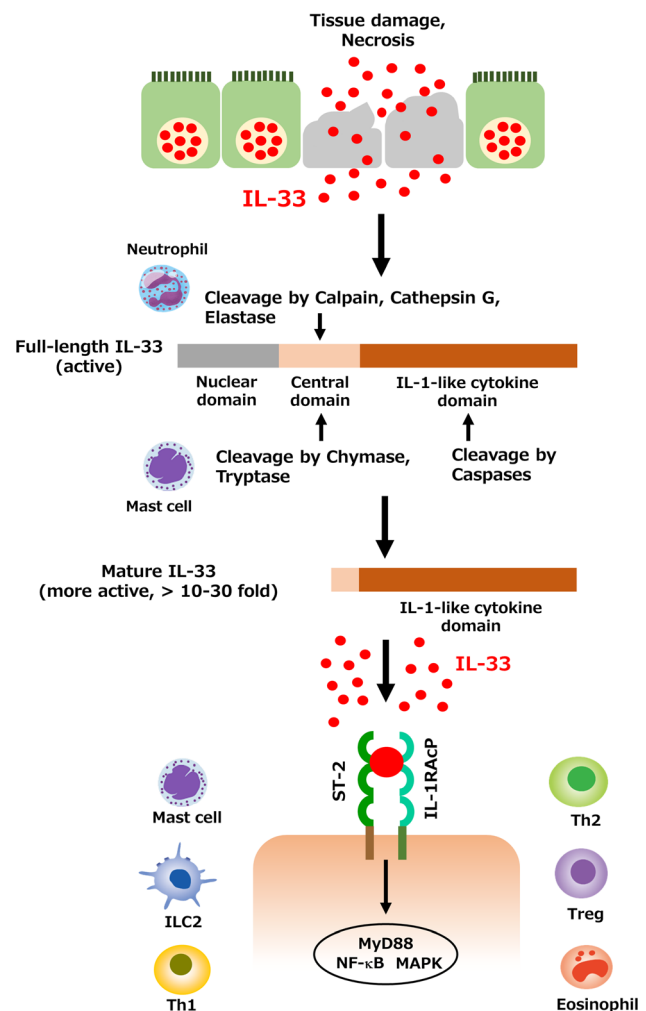 Tissue damage,
Necrosis
IL-33
Neutrophil
Cleavage by Calpain, Cathepsin G,
Elastase
Full-length IL-33
(active)
Nuclear
domain
Central
domain
IL-1-like cytokine
domain
Cleavage by Chymase,
Tryptase
Cleavage by
Caspases
Mast cell
Mature IL-33
(more active, > 10-30 fold)
IL-1-like cytokine
domain
IL-33
ST-2
IL-1RAcP
Mast cell
Th2
ILC2
Treg
MyD88
NF-κB MAPK
Th1
Eosinophil